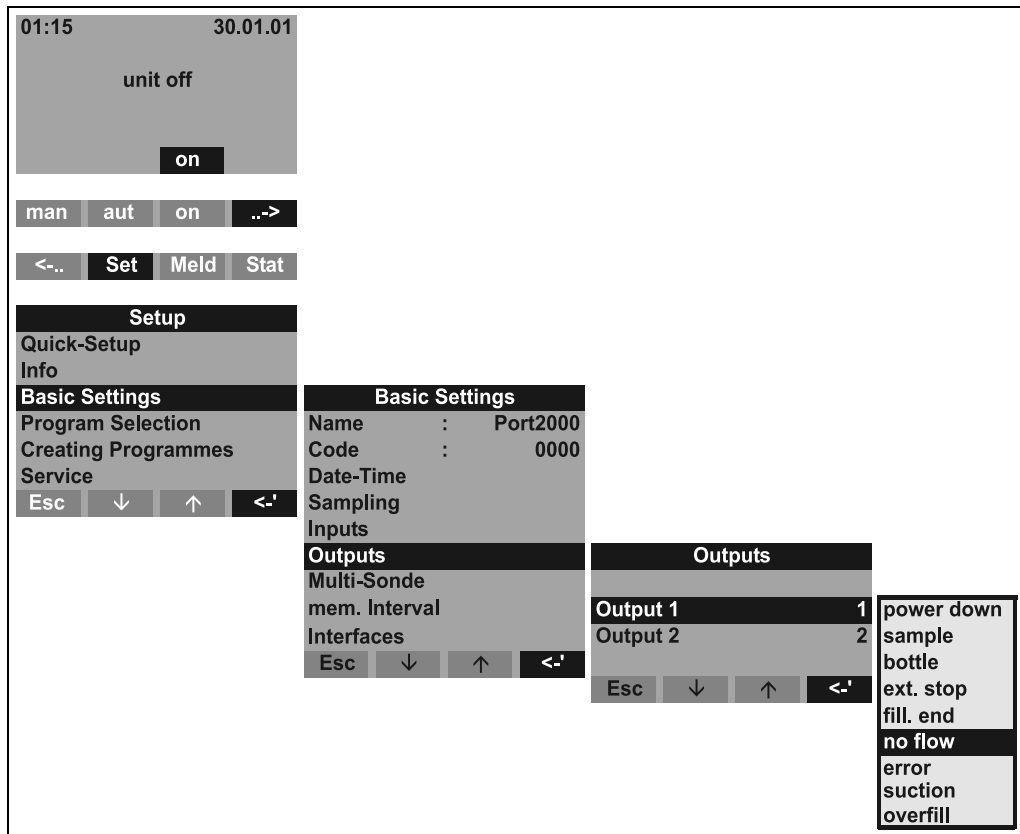 01:15 30.01.01
unit off
on
man aut on ..->
<-.. Set Meld Stat
Setup
Quick-Setup
Info
Basic Settings
Program Selection
Creating Programmes
Service
Esc ↓ ↑ <-'
Basic Settings
Name : Port2000
Code : 0000
Date-Time
Sampling
Inputs
Outputs
Multi-Sonde
mem. Interval
Interfaces
Esc ↓ ↑ <-'
Outputs
Output 1 1
Output 2 2
Esc ↓ ↑ <-'
power down
sample
bottle
ext. stop
fill. end
no flow
error
suction
overfill